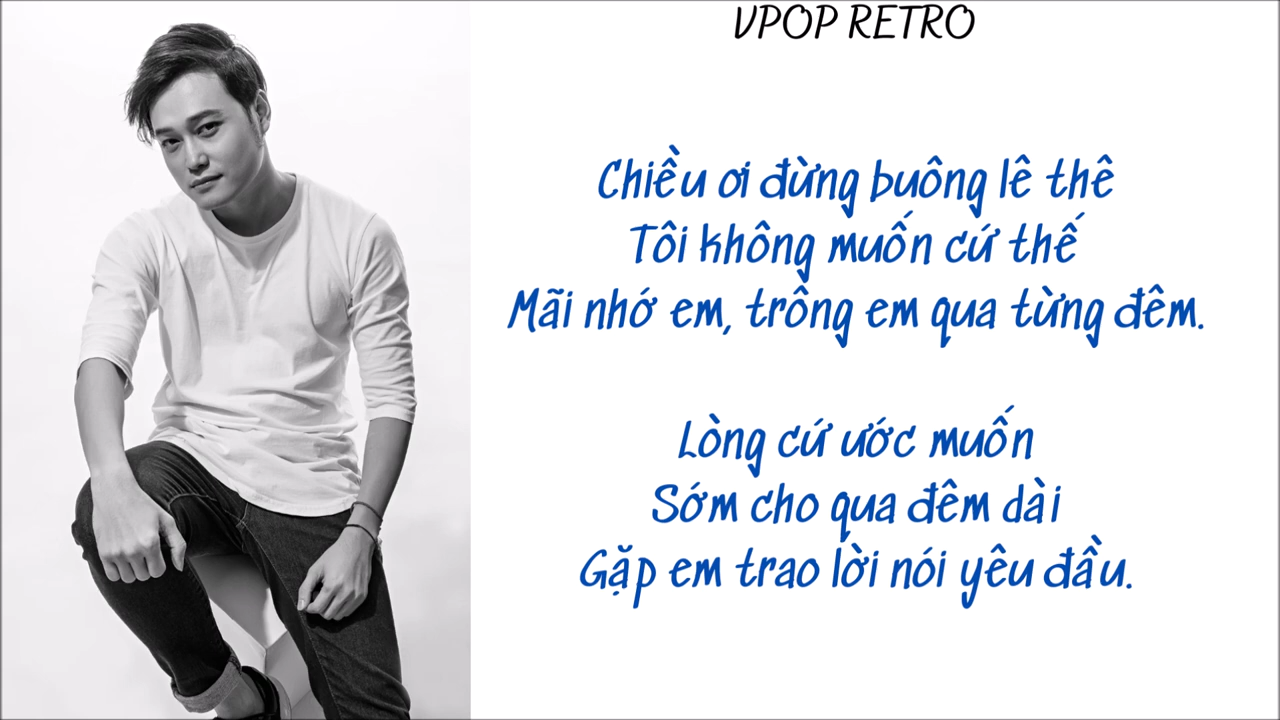 VPOP RETRO
Chiều ơi đừng buông lê thê
Tôi không muốn cứ thế
Mãi nhớ em, trông em qua từng đêm.
Lòng cứ ước muốn
Sớm cho qua đêm dài
Gặp em trao lời nói yêu đầu.